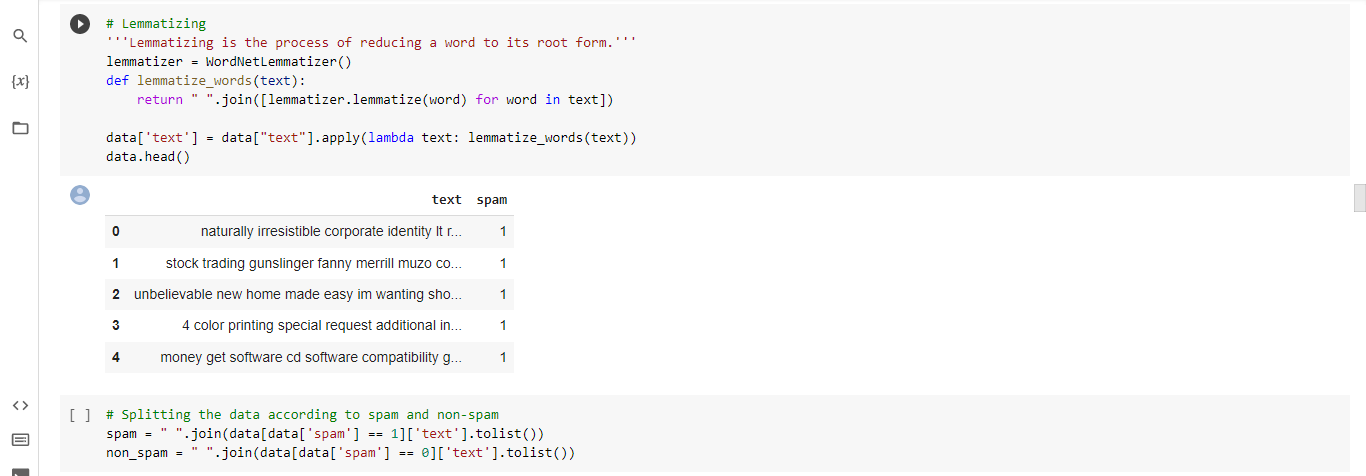 # Lemmatizing
'''Lemmatizing is the process of reducing a word to its root form.'''
lemmatizer = WordNetLemmatizer()
def lemmatize_words(text):
    return " ".join([lemmatizer.lemmatize(word) for word in text])
data['text'] = data["text"].apply(lambda text: lemmatize_words(text))
data.head()
text spam
0 naturally irresistible corporate identity lt r... 1
1 stock trading gunslinger fanny merrill muzo co... 1
2 unbelievable new home made easy im wanting sho... 1
3 4 color printing special request additional in... 1
4 money get software cd software compatibility g... 1
[ ] # Splitting the data according to spam and non-spam
spam = " ".join(data[data['spam'] == 1]['text'].tolist())
non_spam = " ".join(data[data['spam'] == 0]['text'].tolist())
{x}
<>